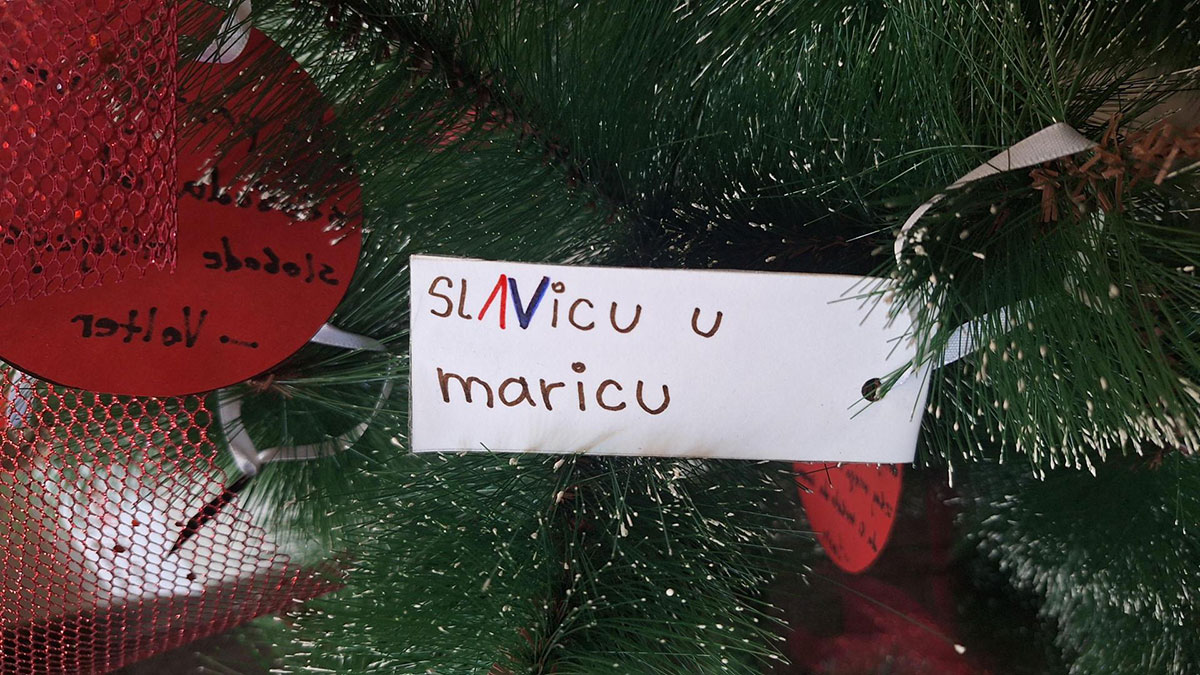 slobode
– Volter
SLAVicu u
maricu